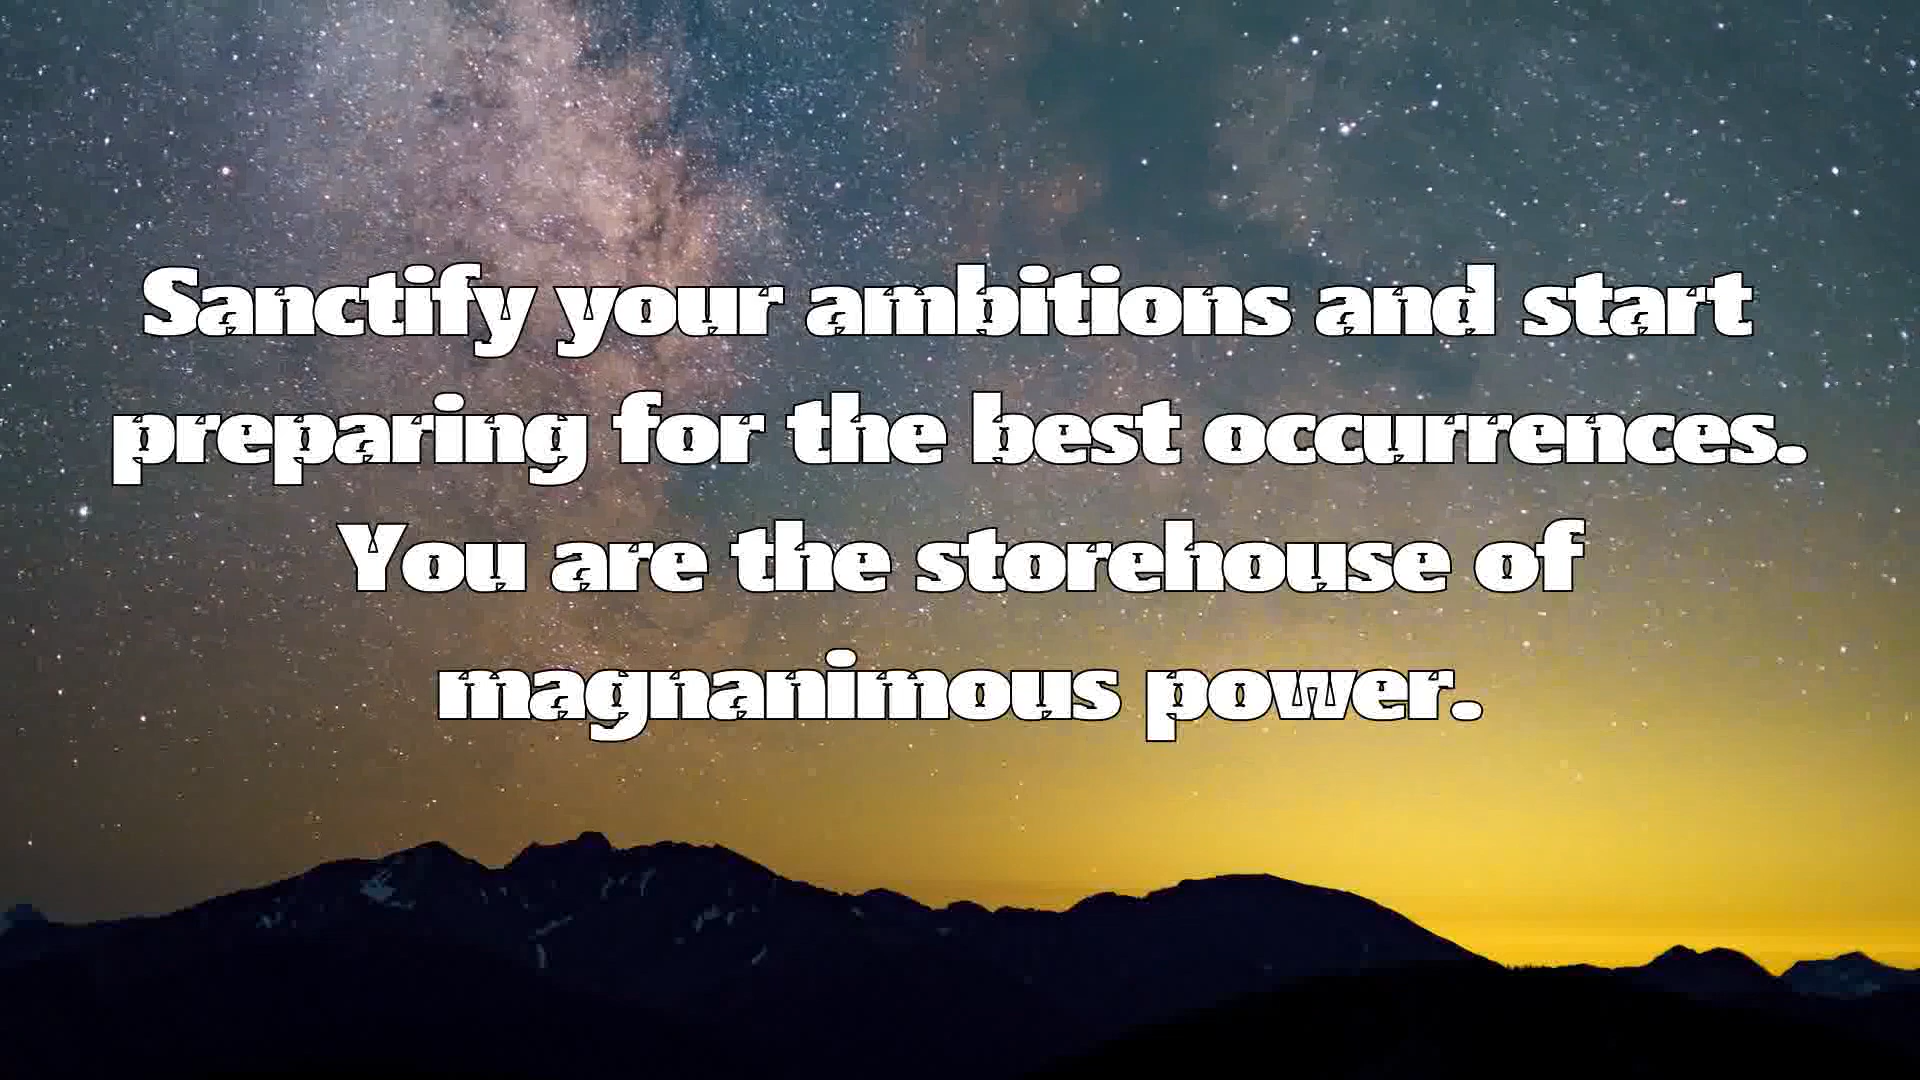 Sanctify your ambitions and start
preparing for the best occurrences.
You are the storehouse of
magnanimous power.